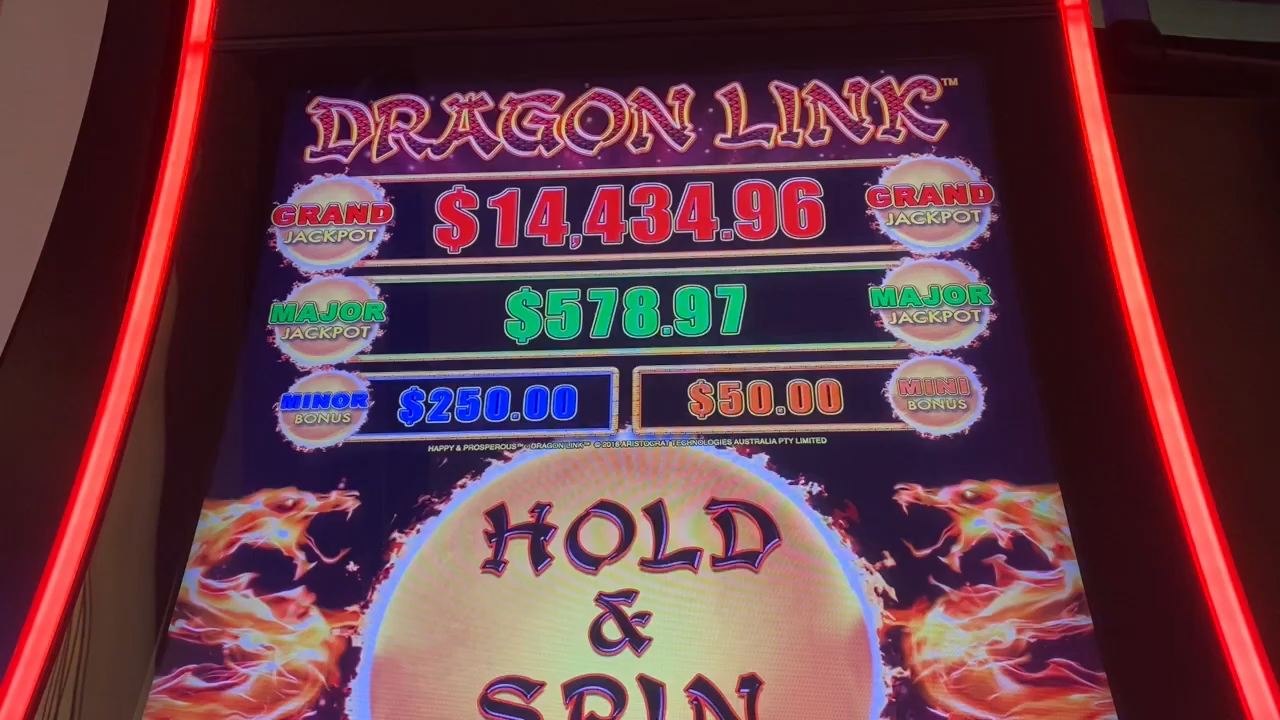 DRAGON LINK™
GRAND JACKPOT $14,434.96 GRAND JACKPOT
MAJOR JACKPOT $578.97 MAJOR JACKPOT
MINOR BONUS $250.00 $50.00 MINI BONUS
HAPPY & PROSPEROUS™ DRAGON LINK™ © 2016 ARISTOCRAT TECHNOLOGIES AUSTRALIA PTY LIMITED
HOLD
&
SPIN